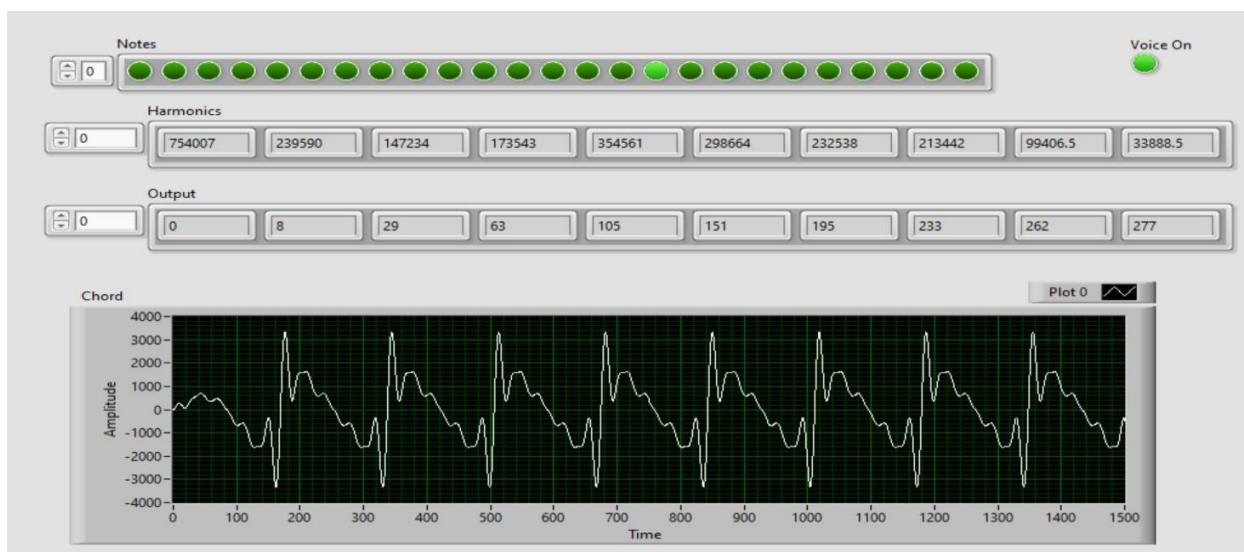 Notes
Voice On
0
Harmonics
0 754007 239590 147234 173543 354561 298664 232538 213442 99406.5 33888.5
Output
0 0 8 29 63 105 151 195 233 262 277
Chord
Plot 0
4000
3000
2000
1000
0
-1000
-2000
-3000
-4000
Amplitude
0 100 200 300 400 500 600 700 800 900 1000 1100 1200 1300 1400 1500
Time